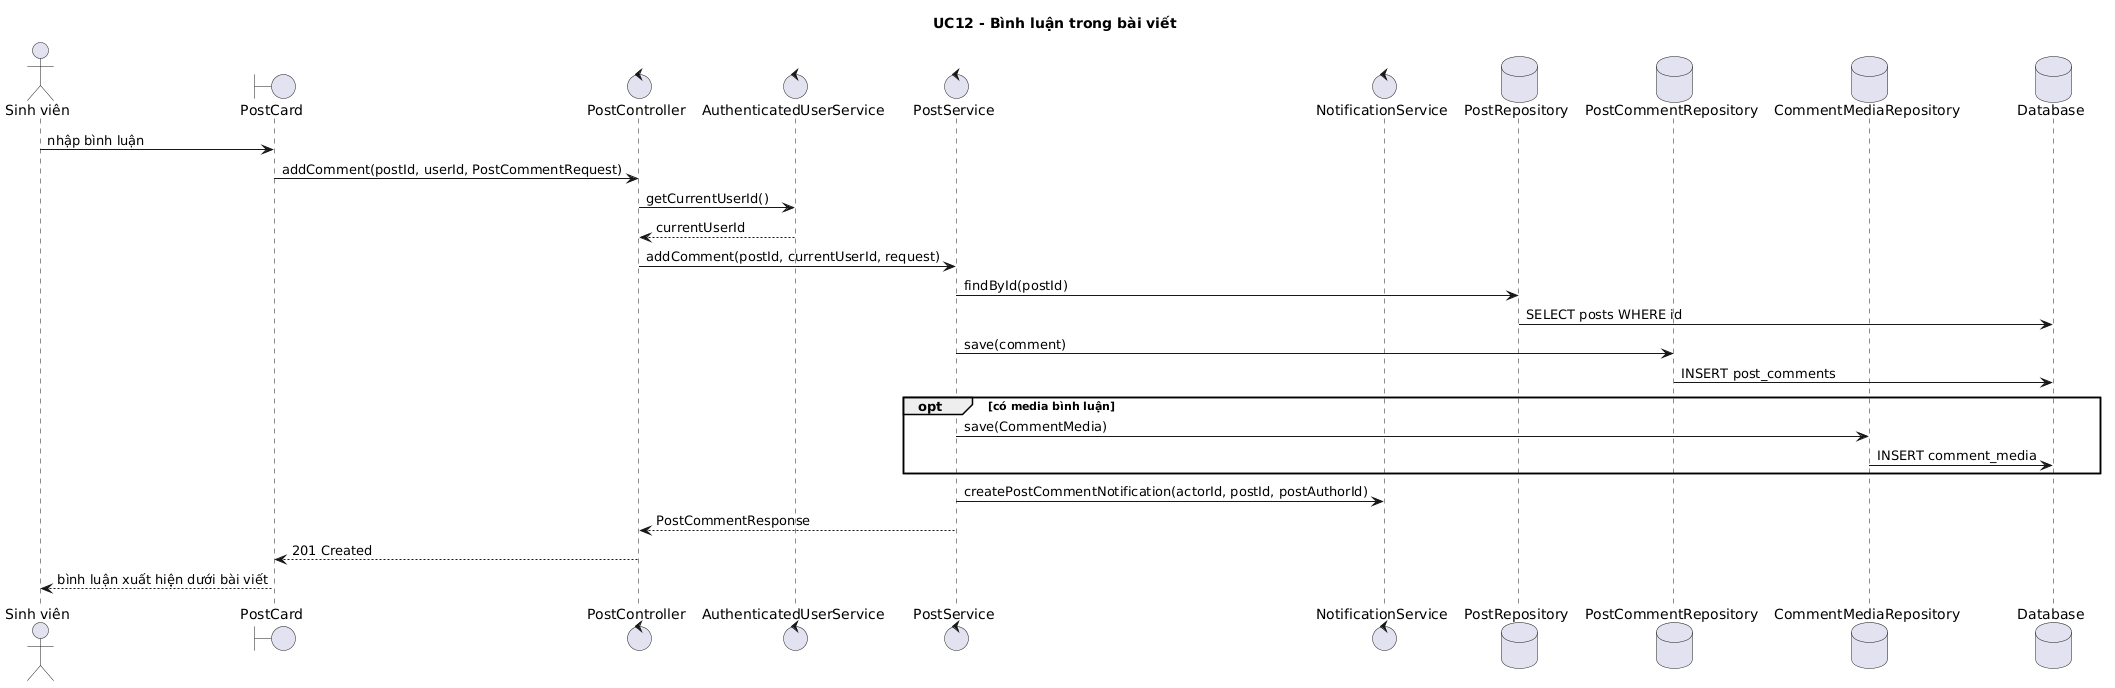 UC12 - Bình luận trong bài viết
Sinh viên
PostCard
PostController
AuthenticatedUserService
PostService
NotificationService
PostRepository
PostCommentRepository
CommentMediaRepository
Database
nhập bình luận
addComment(postId, userId, PostCommentRequest)
getCurrentUserId()
currentUserId
addComment(postId, currentUserId, request)
findById(postId)
SELECT posts WHERE id
save(comment)
INSERT post_comments
opt
[có media bình luận]
save(CommentMedia)
INSERT comment_media
createPostCommentNotification(actorId, postId, postAuthorId)
PostCommentResponse
201 Created
bình luận xuất hiện dưới bài viết
Sinh viên
PostCard
PostController
AuthenticatedUserService
PostService
NotificationService
PostRepository
PostCommentRepository
CommentMediaRepository
Database